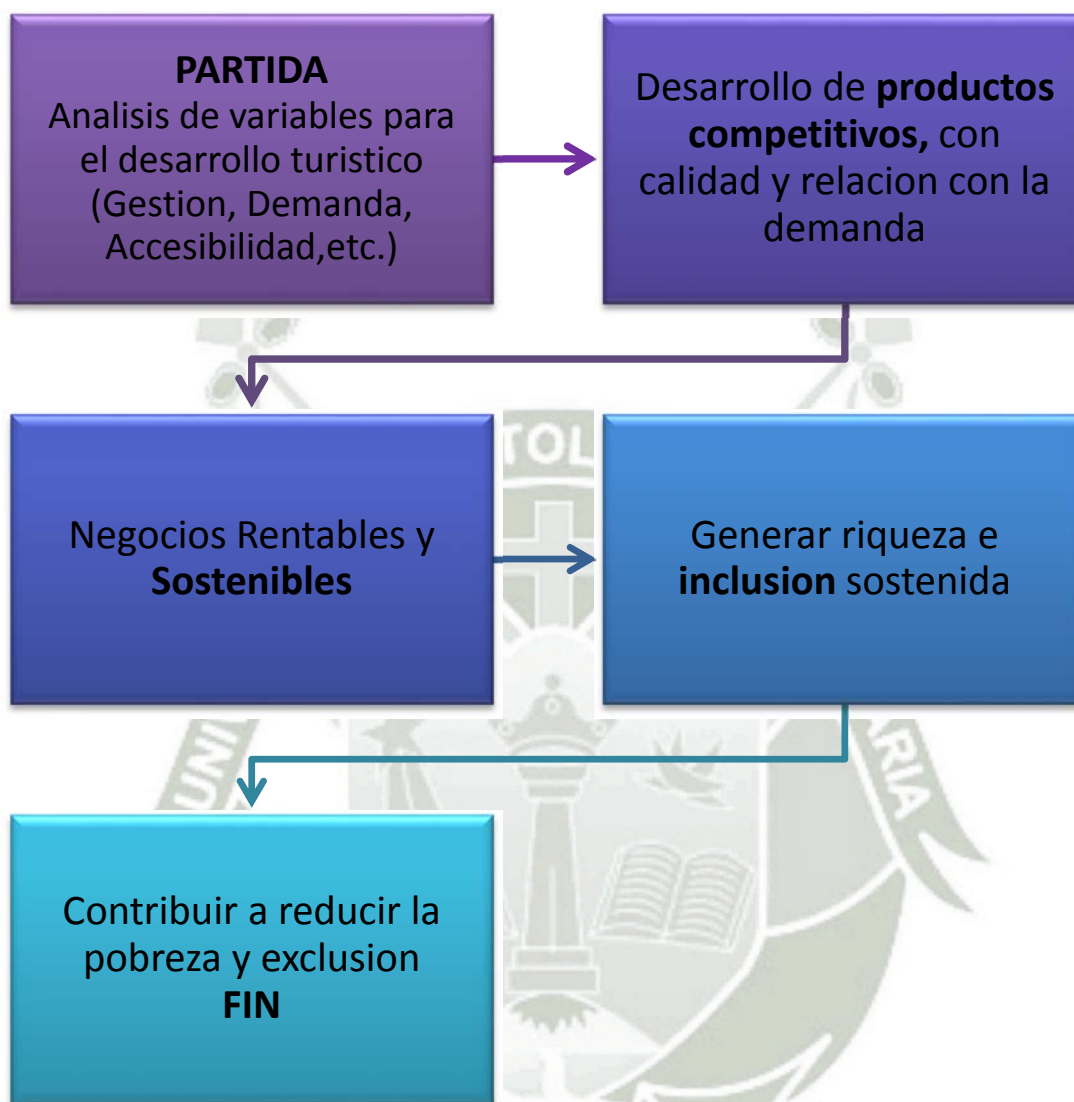 PARTIDA
Analisis de variables para
el desarrollo turistico
(Gestion, Demanda,
Accesibilidad,etc.)
Desarrollo de productos
competitivos, con
calidad y relacion con la
demanda
Negocios Rentables y
Sostenibles
Generar riqueza e
inclusion sostenida
Contribuir a reducir la
pobreza y exclusion
FIN